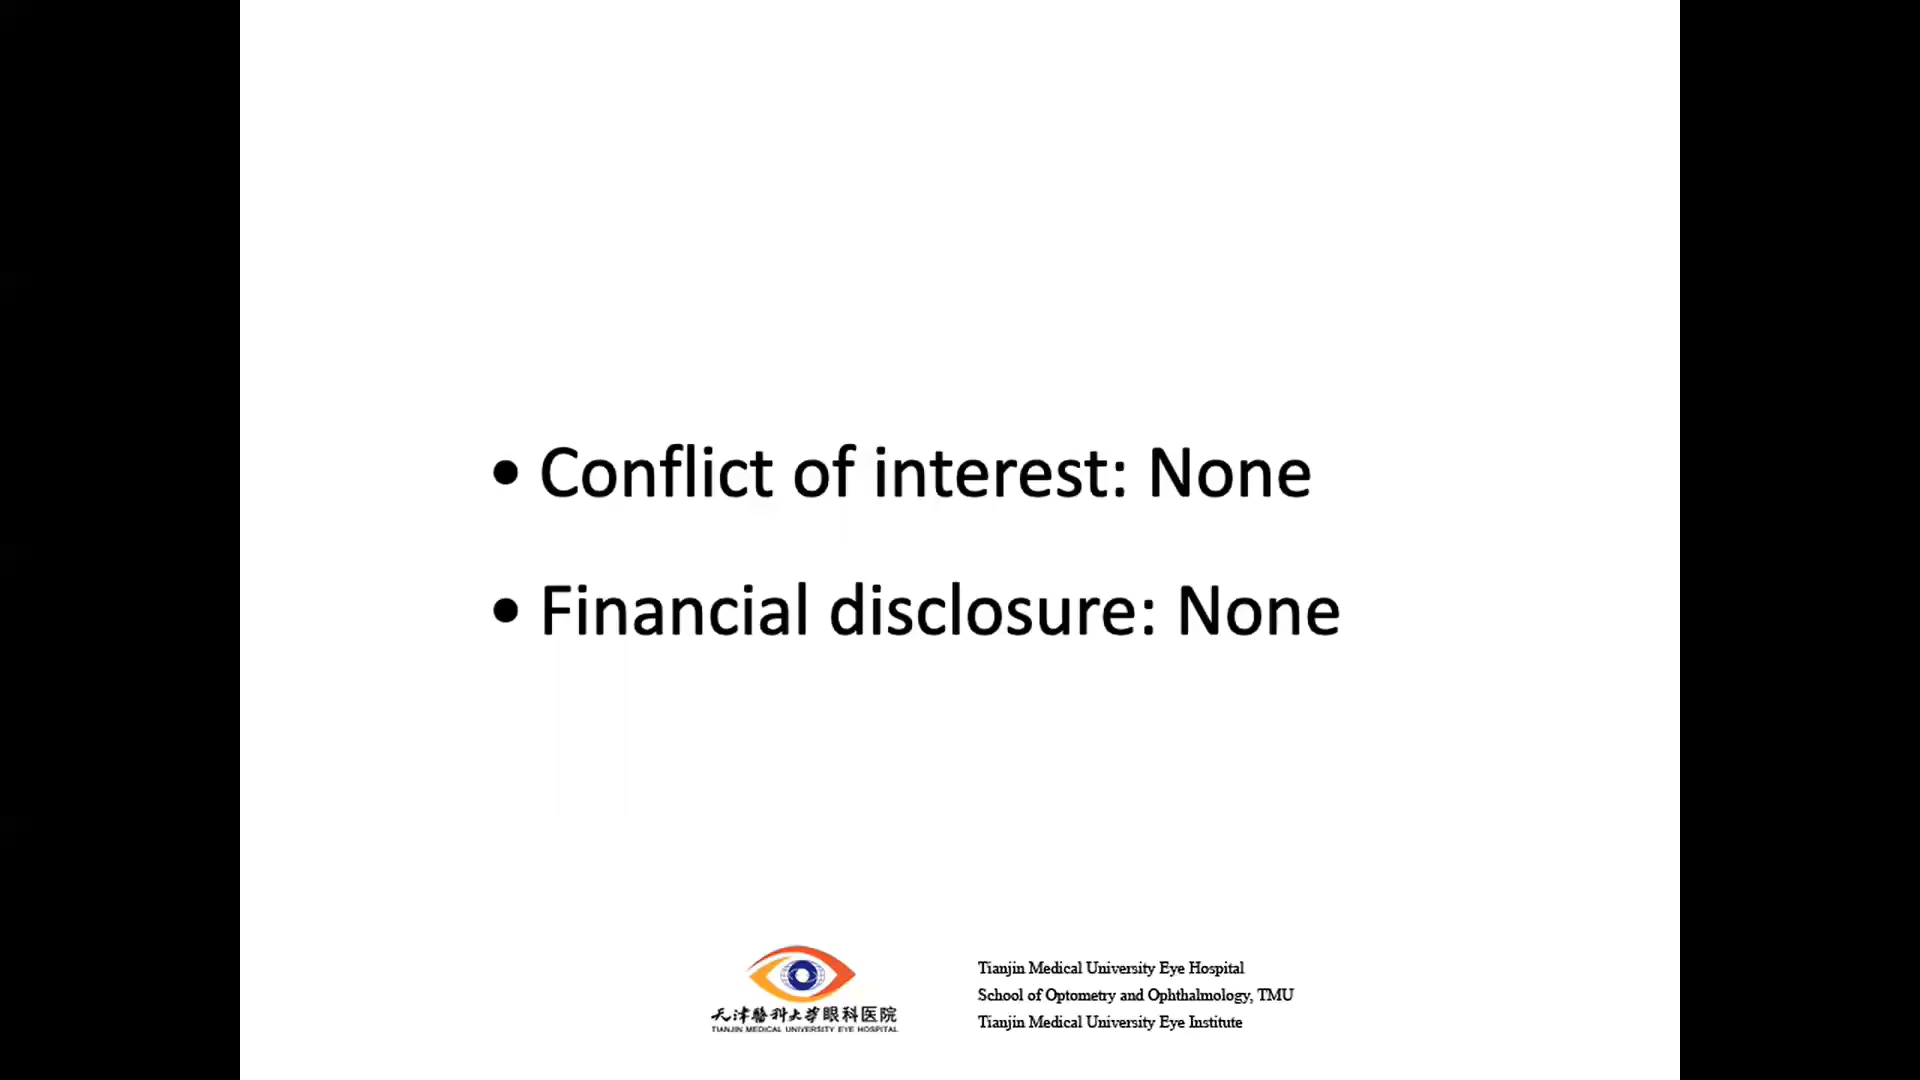 • Conflict of interest: None
• Financial disclosure: None
天津醫科大学眼科医院
TIANJIN MEDICAL UNIVERSITY EYE HOSPITAL
Tianjin Medical University Eye Hospital
School of Optometry and Ophthalmology, TMU
Tianjin Medical University Eye Institute